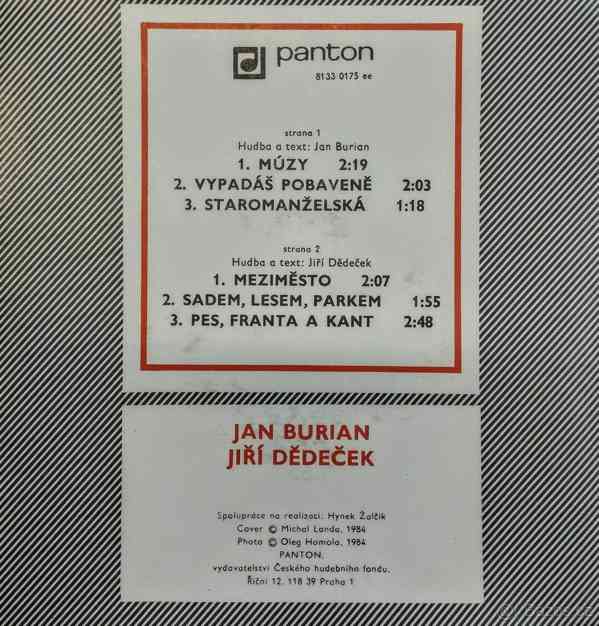 panton
8133 0175 ee
strana 1
Hudba a text: Jan Burian
1. MÚZY 2:19
2. VYPADÁŠ POBAVENĚ 2:03
3. STAROMANŽELSKÁ 1:18
strana 2
Hudba a text: Jiří Dědeček
1. MEZIMĚSTO 2:07
2. SADEM, LESEM, PARKEM 1:55
3. PES, FRANTA A KANT 2:48
JAN BURIAN
JIŘÍ DĚDEČEK
Spolupráce na realizaci: Hynek Žalčík
Cover © Michal Landa, 1984
Photo © Oleg Homola, 1984
PANTON,
vydavatelství Českého hudebního fondu,
Říční 12, 118 39 Praha 1